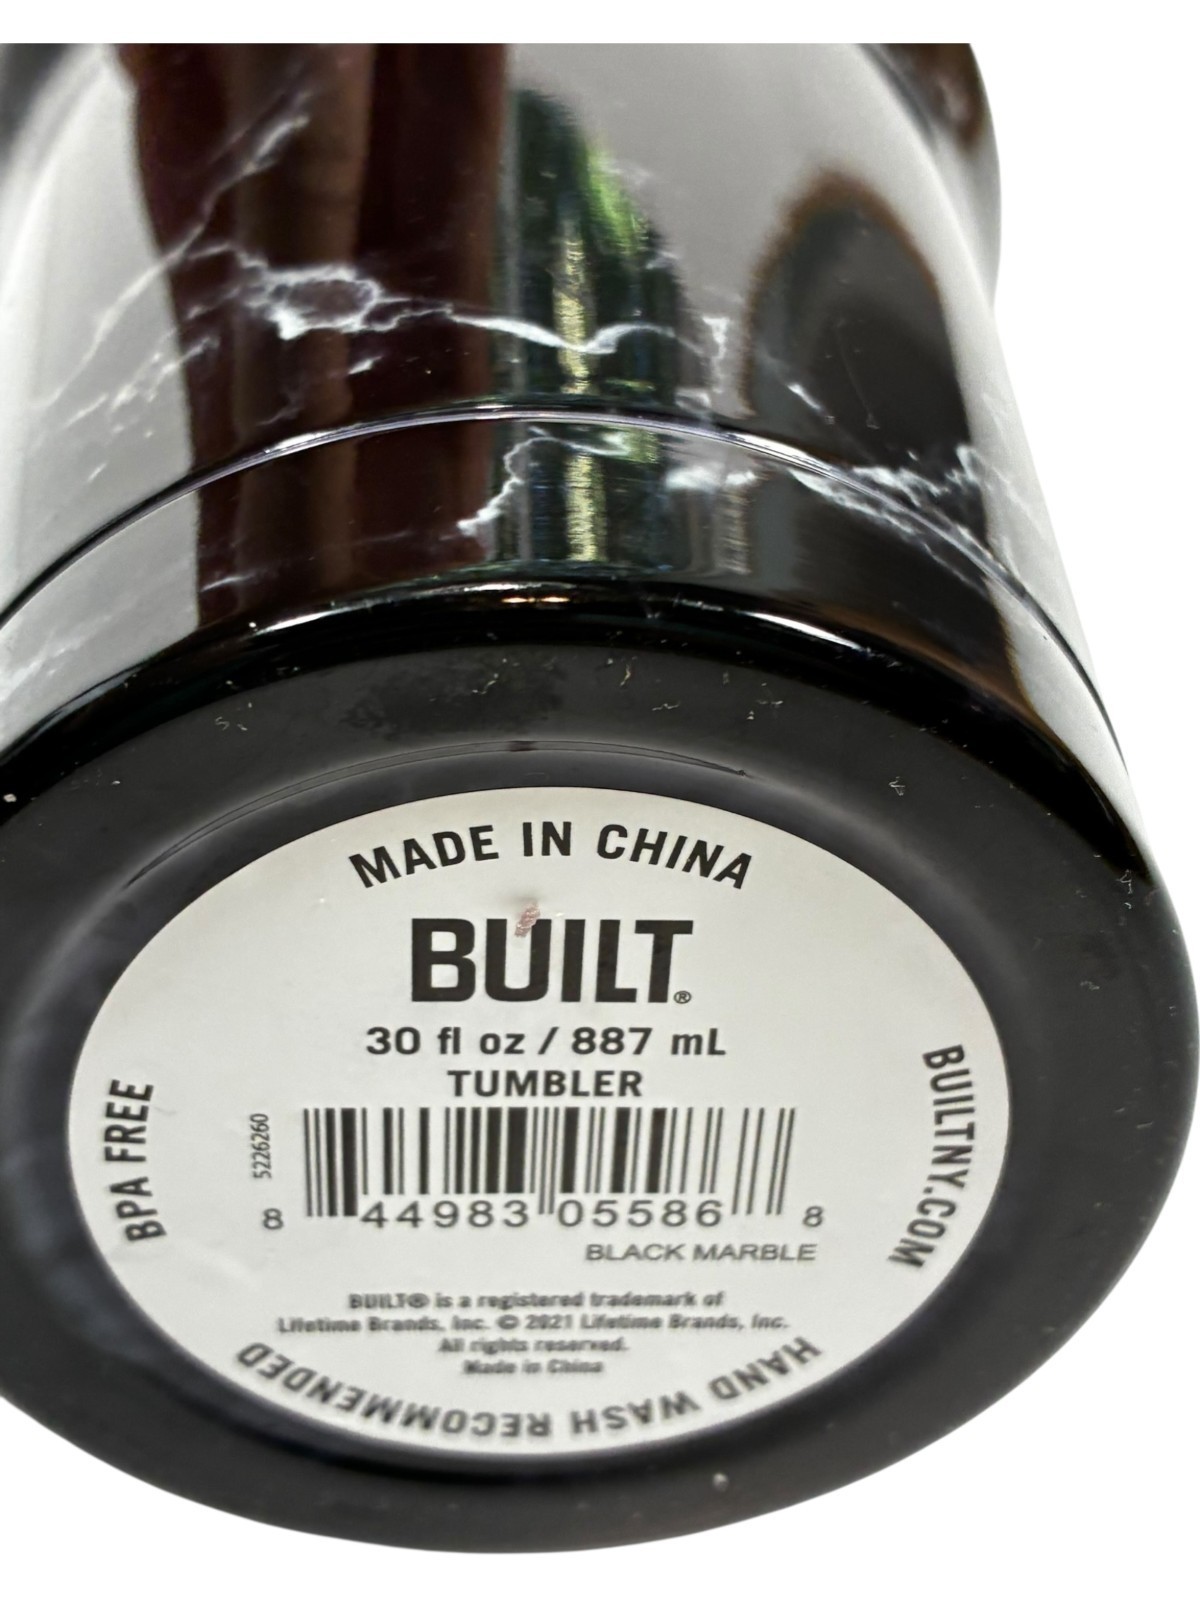 MADE IN CHINA
BUILT®
30 fl oz / 887 mL
TUMBLER
BPA FREE
5226260
8 44983 05586 8
BLACK MARBLE
BUILTNY.COM
BUILT® is a registered trademark of
Lifetime Brands, Inc. © 2021 Lifetime Brands, Inc.
All rights reserved.
Made in China
HAND WASH RECOMMENDED